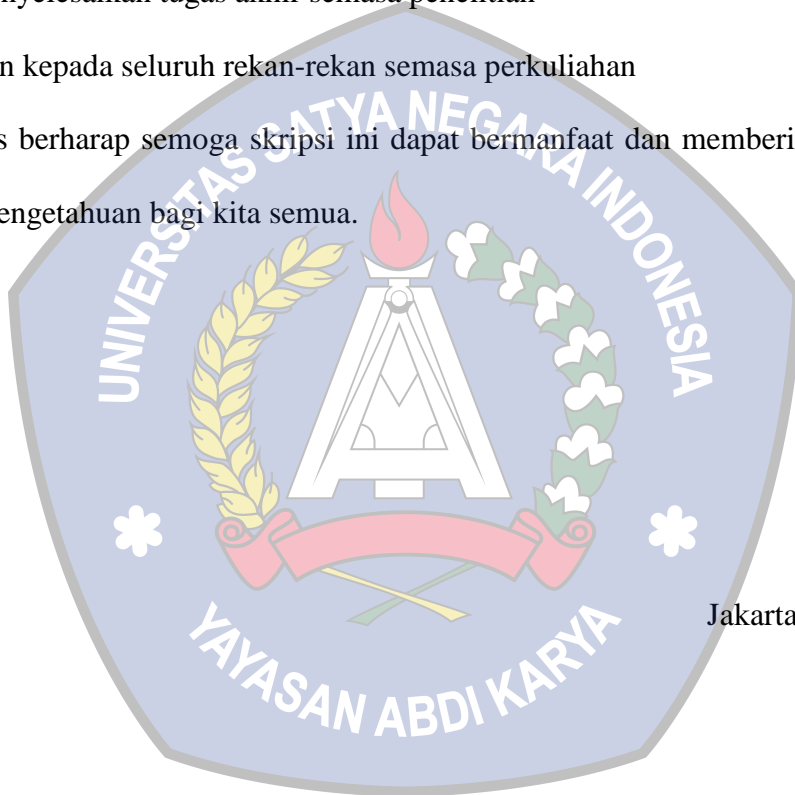 nyelesaikan tugas akhir semasa penelitian
n kepada seluruh rekan-rekan semasa perkuliahan
s berharap semoga skripsi ini dapat bermanfaat dan memberi
engetahuan bagi kita semua.
UNIVERSITAS SATYA NEGARA INDONESIA
Jakarta
YAYASAN ABDI KARYA